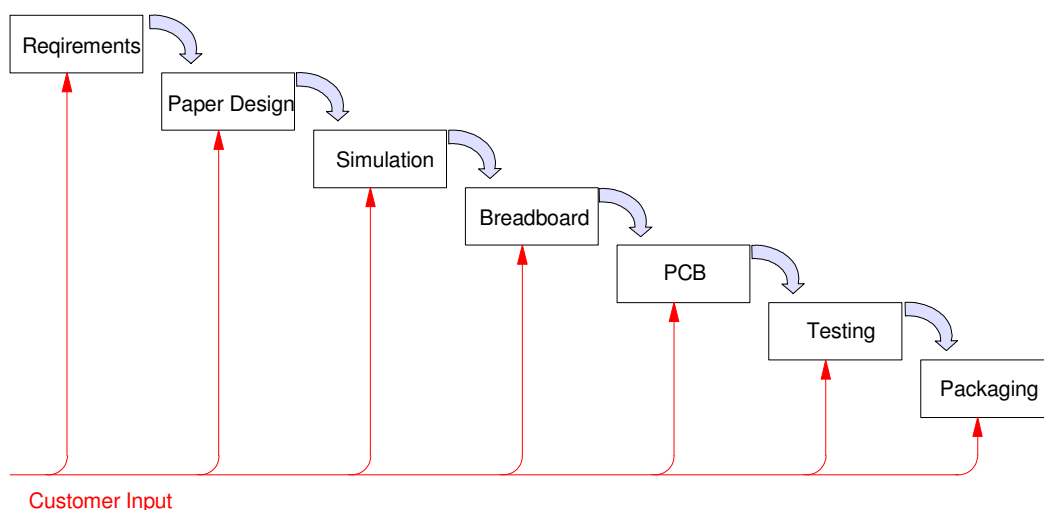 Reqirements
Paper Design
Simulation
Breadboard
PCB
Testing
Packaging
Customer Input